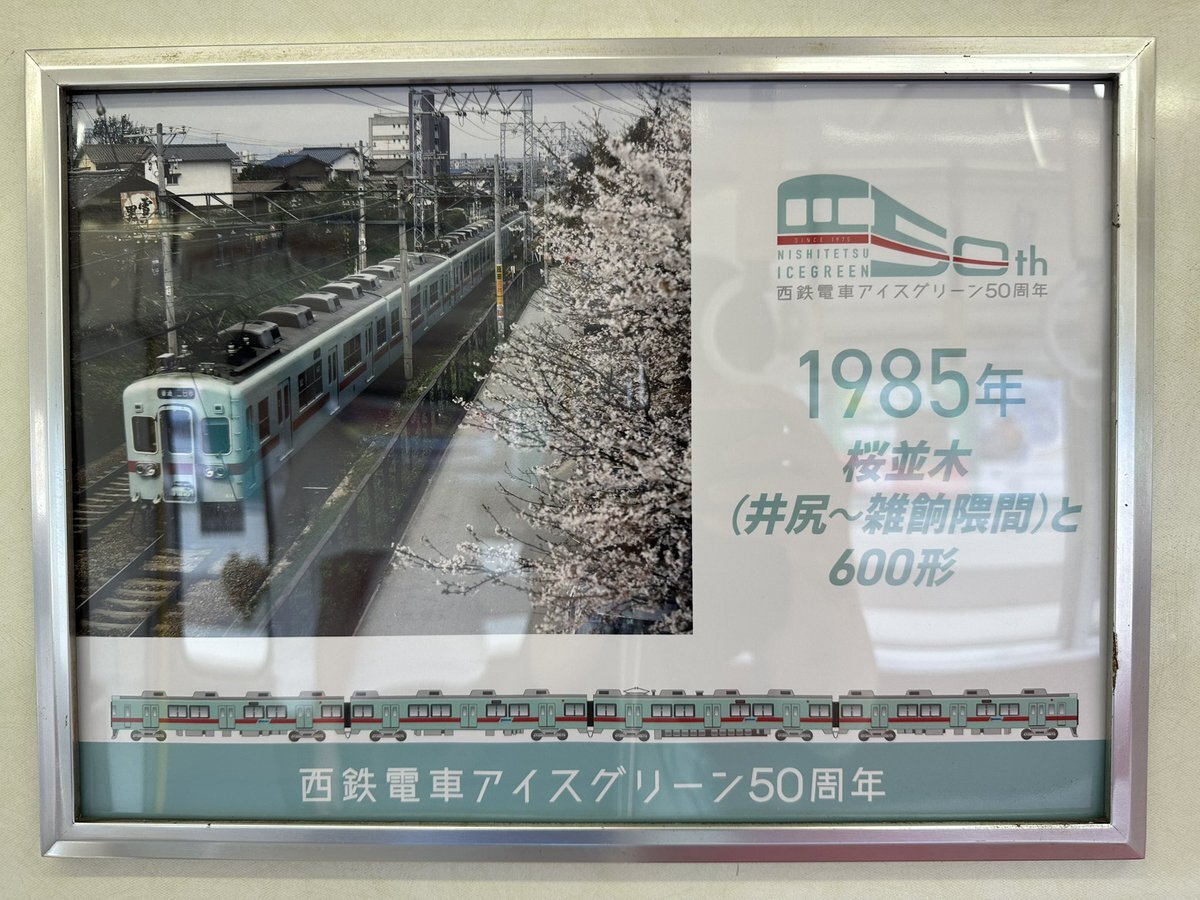 SINCE 1975
NISHITETSU
ICEGREEN
50th
西鉄電車アイスグリーン50周年
1985年
桜並木
(井尻~雑餉隈間)と
600形
西鉄電車アイスグリーン50周年